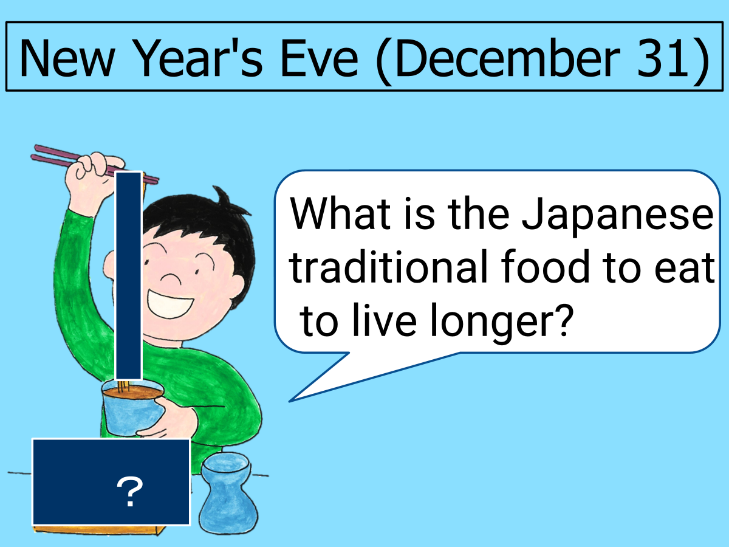 New Year's Eve (December 31)
What is the Japanese
traditional food to eat
to live longer?
?